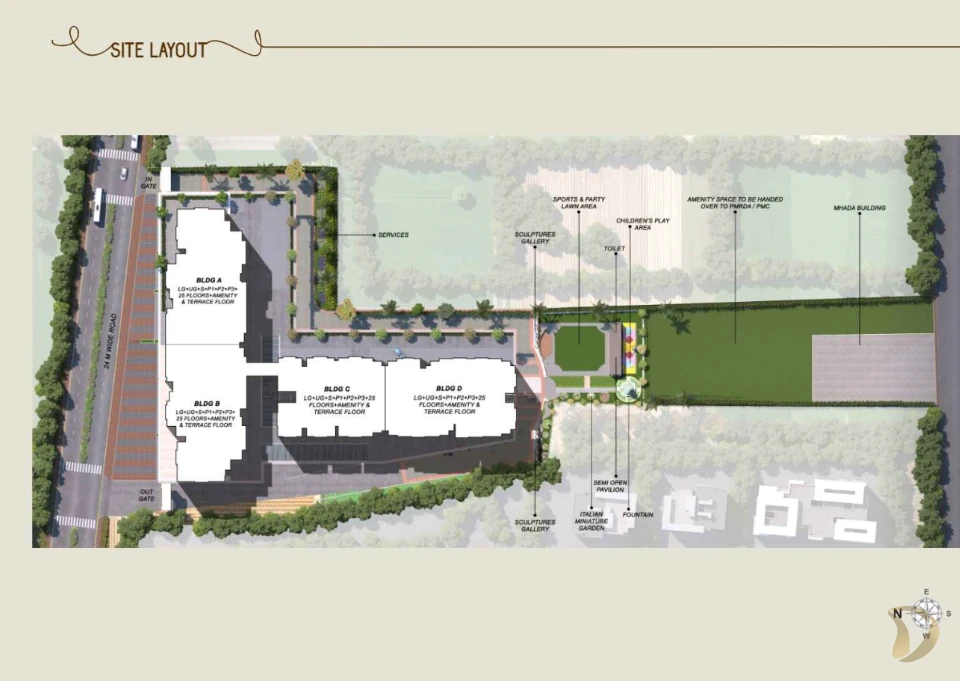 SITE LAYOUT
IN
GATE
24 M WIDE ROAD
BLDG A
LG+UG+S+P1+P2+P3+
25 FLOORS+AMENITY
& TERRACE FLOOR
BLDG B
LG+UG+S+P1+P2+P3+
25 FLOORS+AMENITY
& TERRACE FLOOR
BLDG C
LG+UG+S+P1+P2+P3+25
FLOORS+AMENITY &
TERRACE FLOOR
BLDG D
LG+UG+S+P1+P2+P3+25
FLOORS+AMENITY &
TERRACE FLOOR
OUT
GATE
SERVICES
SCULPTURES
GALLERY
SPORTS & PARTY
LAWN AREA
TOILET
CHILDREN'S PLAY
AREA
AMENITY SPACE TO BE HANDED
OVER TO PMRDA / PMC
MHADA BUILDING
SCULPTURES
GALLERY
ITALIAN
MINIATURE
GARDEN
SEMI OPEN
PAVILION
FOUNTAIN
E
N
S
W